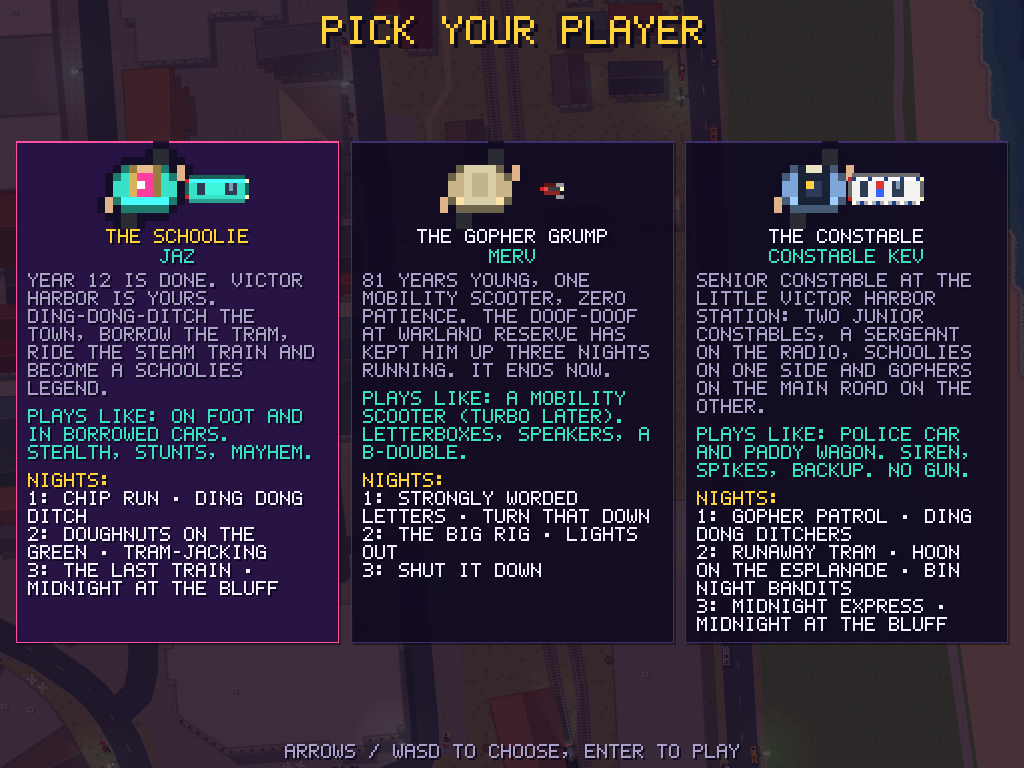 PICK YOUR PLAYER
THE SCHOOLIE
JAZ
YEAR 12 IS DONE. VICTOR
HARBOR IS YOURS.
DING-DONG-DITCH THE
TOWN, BORROW THE TRAM,
RIDE THE STEAM TRAIN AND
BECOME A SCHOOLIES
LEGEND.
PLAYS LIKE: ON FOOT AND
IN BORROWED CARS.
STEALTH, STUNTS, MAYHEM.
NIGHTS:
1: CHIP RUN · DING DONG
DITCH
2: DOUGHNUTS ON THE
GREEN · TRAM-JACKING
3: THE LAST TRAIN ·
MIDNIGHT AT THE BLUFF
THE GOPHER GRUMP
MERV
81 YEARS YOUNG, ONE
MOBILITY SCOOTER, ZERO
PATIENCE. THE DOOF-DOOF
AT WARLAND RESERVE HAS
KEPT HIM UP THREE NIGHTS
RUNNING. IT ENDS NOW.
PLAYS LIKE: A MOBILITY
SCOOTER (TURBO LATER).
LETTERBOXES, SPEAKERS, A
B-DOUBLE.
NIGHTS:
1: STRONGLY WORDED
LETTERS · TURN THAT DOWN
2: THE BIG RIG · LIGHTS
OUT
3: SHUT IT DOWN
THE CONSTABLE
CONSTABLE KEV
SENIOR CONSTABLE AT THE
LITTLE VICTOR HARBOR
STATION: TWO JUNIOR
CONSTABLES, A SERGEANT
ON THE RADIO, SCHOOLIES
ON ONE SIDE AND GOPHERS
ON THE MAIN ROAD ON THE
OTHER.
PLAYS LIKE: POLICE CAR
AND PADDY WAGON. SIREN,
SPIKES, BACKUP. NO GUN.
NIGHTS:
1: GOPHER PATROL · DING
DONG DITCHERS
2: RUNAWAY TRAM · HOON
ON THE ESPLANADE · BIN
NIGHT BANDITS
3: MIDNIGHT EXPRESS ·
MIDNIGHT AT THE BLUFF
ARROWS / WASD TO CHOOSE, ENTER TO PLAY